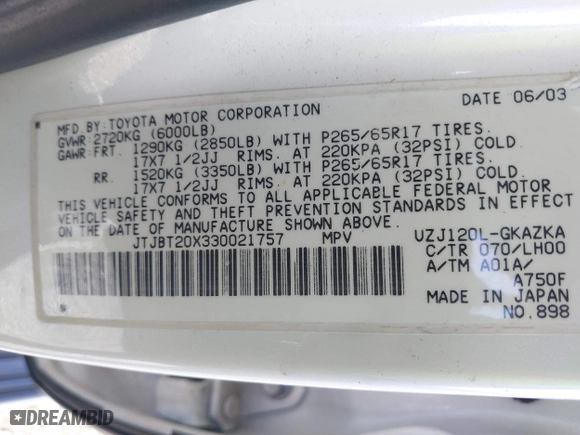 MFD.BY:TOYOTA MOTOR CORPORATION DATE 06/03
GVWR:2720KG (6000LB)
GAWR:FRT. 1290KG (2850LB) WITH P265/65R17 TIRES.
17X7 1/2JJ RIMS. AT 220KPA (32PSI) COLD.
RR. 1520KG (3350LB) WITH P265/65R17 TIRES.
17X7 1/2JJ RIMS. AT 220KPA (32PSI) COLD.
THIS VEHICLE CONFORMS TO ALL APPLICABLE FEDERAL MOTOR
VEHICLE SAFETY AND THEFT PREVENTION STANDARDS IN EFFECT
ON THE DATE OF MANUFACTURE SHOWN ABOVE.
JTJBT20X330021757 MPV UZJ120L-GKAZKA
C/TR 070/LH00
A/TM A01A/
A750F
MADE IN JAPAN
NO.898
DREAMBID